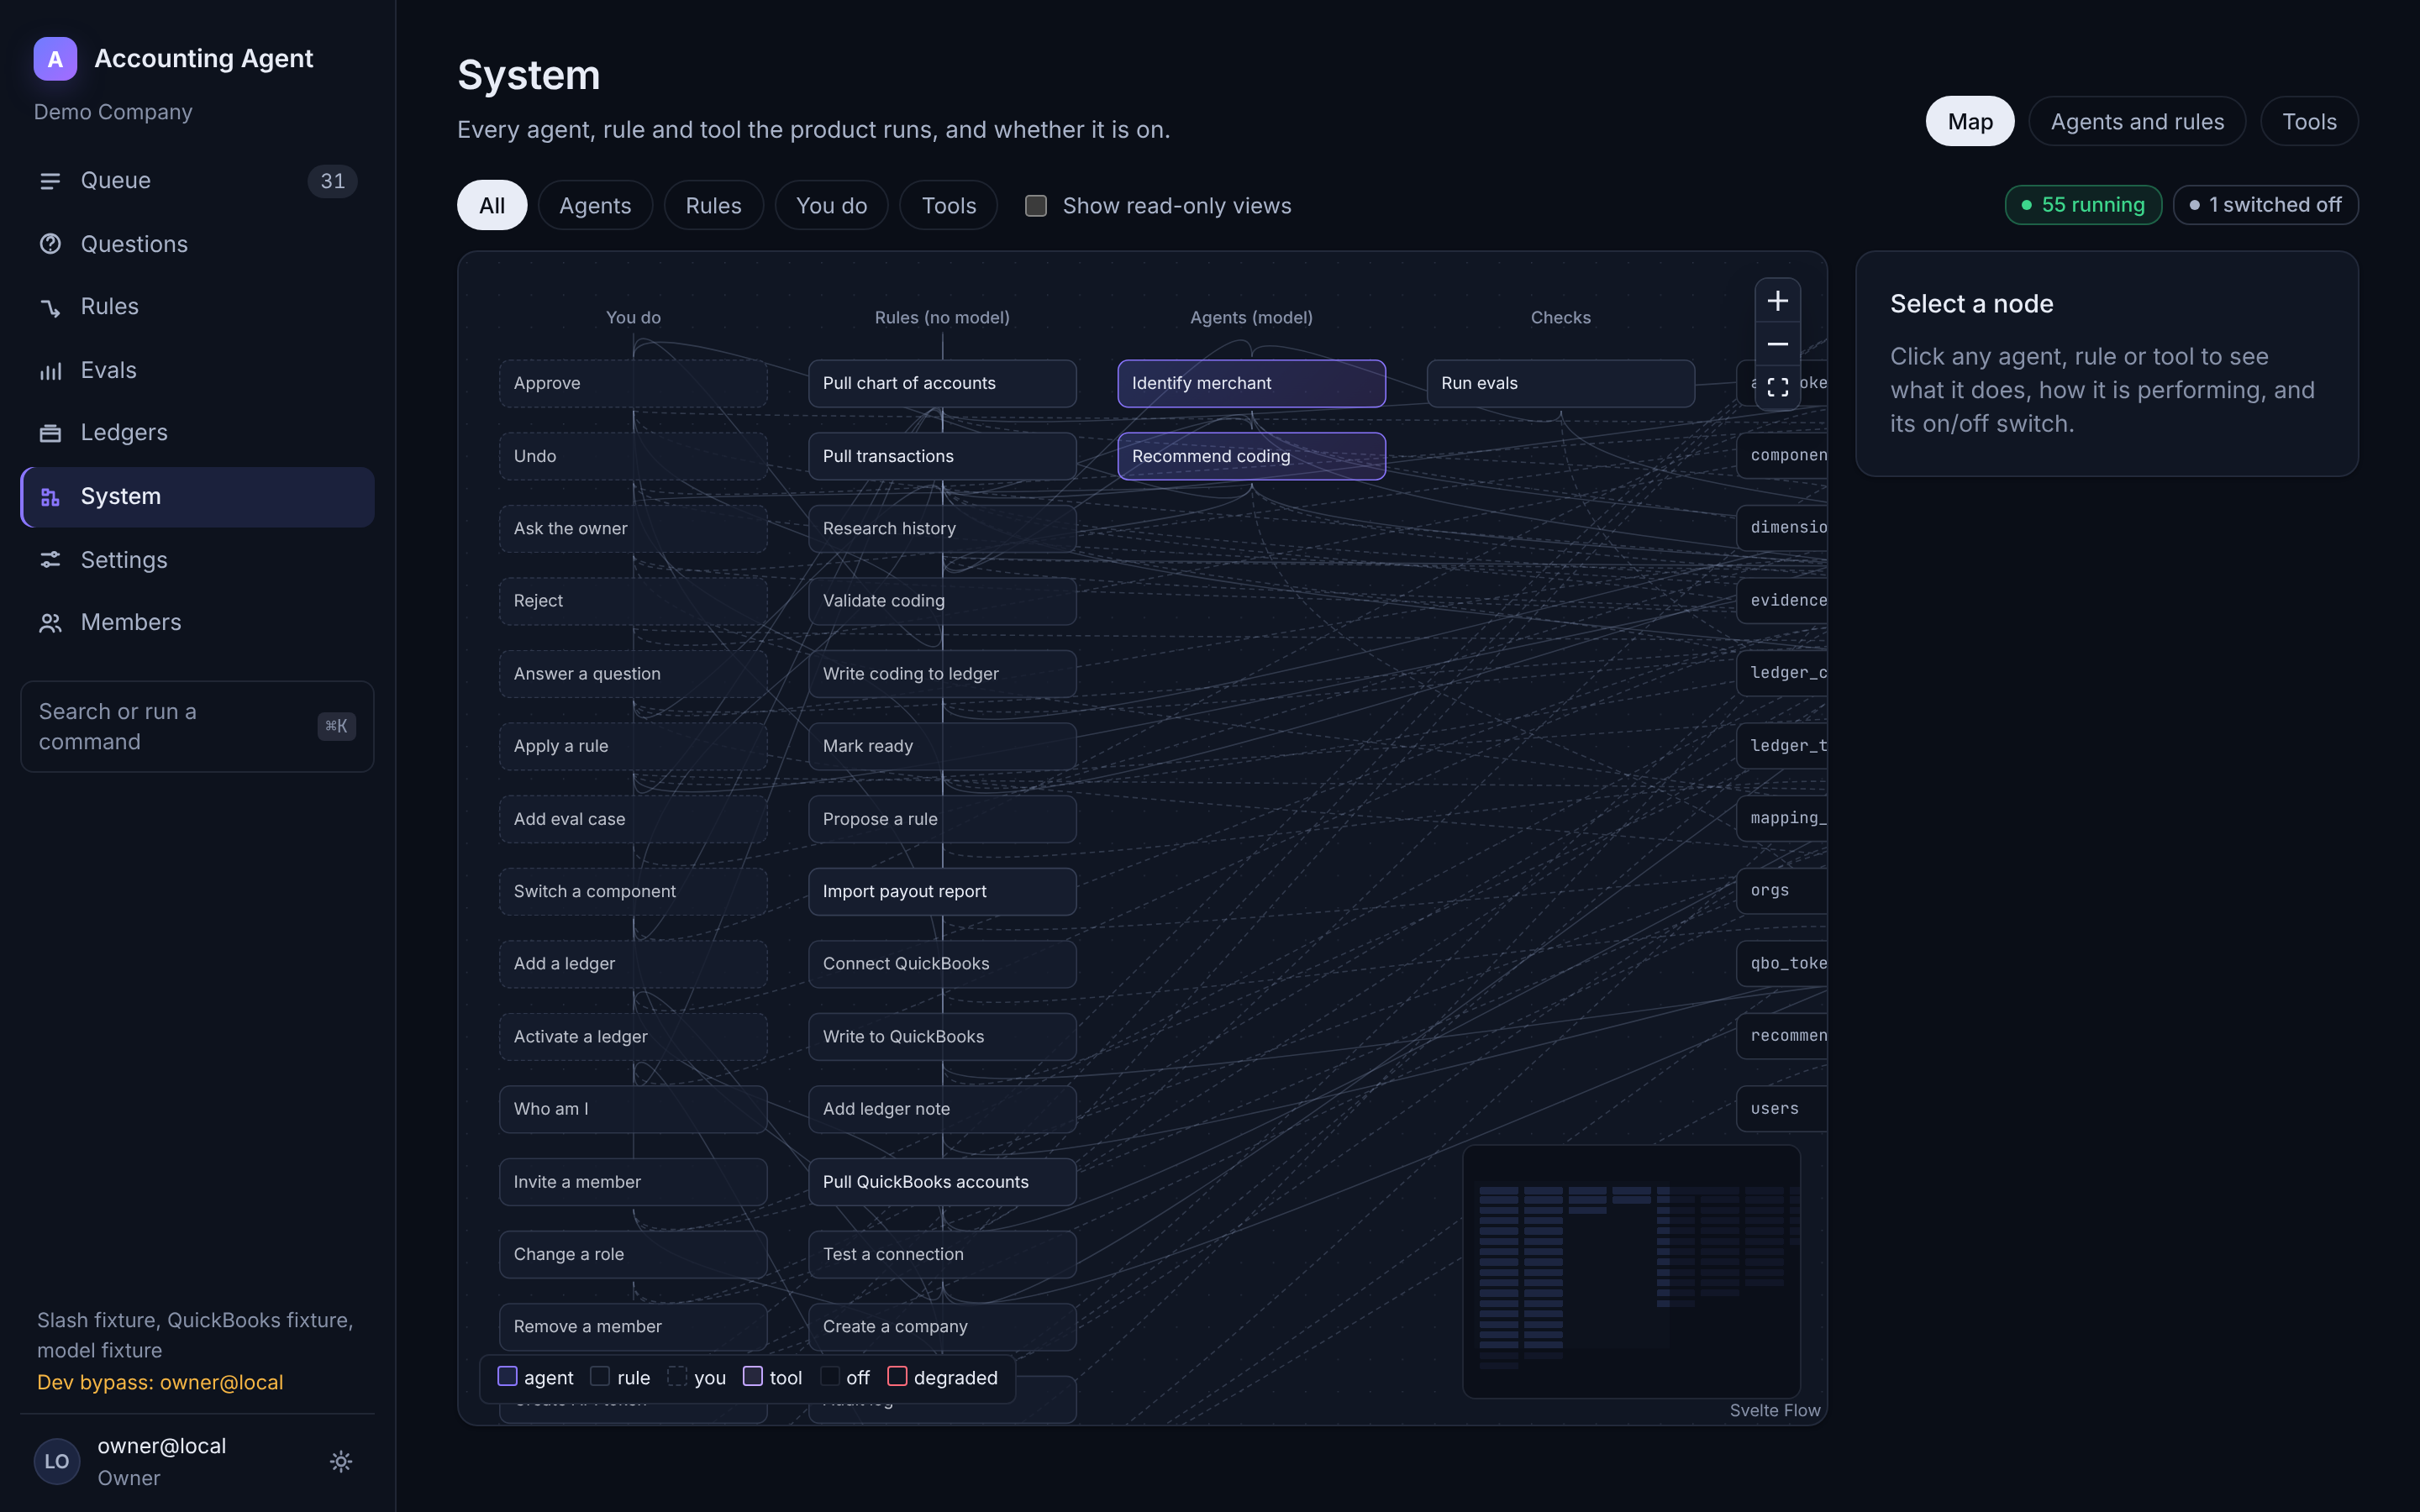 A
Accounting Agent
Demo Company
Queue
31
Questions
Rules
Evals
Ledgers
System
Settings
Members
Search or run a
command
⌘K
Slash fixture, QuickBooks fixture,
model fixture
Dev bypass: owner@local
LO
owner@local
Owner
System
Every agent, rule and tool the product runs, and whether it is on.
Map
Agents and rules
Tools
All
Agents
Rules
You do
Tools
Show read-only views
55 running
1 switched off
You do
Rules (no model)
Agents (model)
Checks
Approve
Pull chart of accounts
Identify merchant
Run evals
Undo
Pull transactions
Recommend coding
componen
Ask the owner
Research history
dimensio
Reject
Validate coding
evidence
Answer a question
Write coding to ledger
ledger_c
Apply a rule
Mark ready
ledger_t
Add eval case
Propose a rule
mapping_
Switch a component
Import payout report
orgs
Add a ledger
Connect QuickBooks
qbo_toke
Activate a ledger
Write to QuickBooks
recommen
Who am I
Add ledger note
users
Invite a member
Pull QuickBooks accounts
Change a role
Test a connection
Remove a member
Create a company
agent
rule
you
tool
off
degraded
Svelte Flow
Select a node
Click any agent, rule or tool to see
what it does, how it is performing, and
its on/off switch.